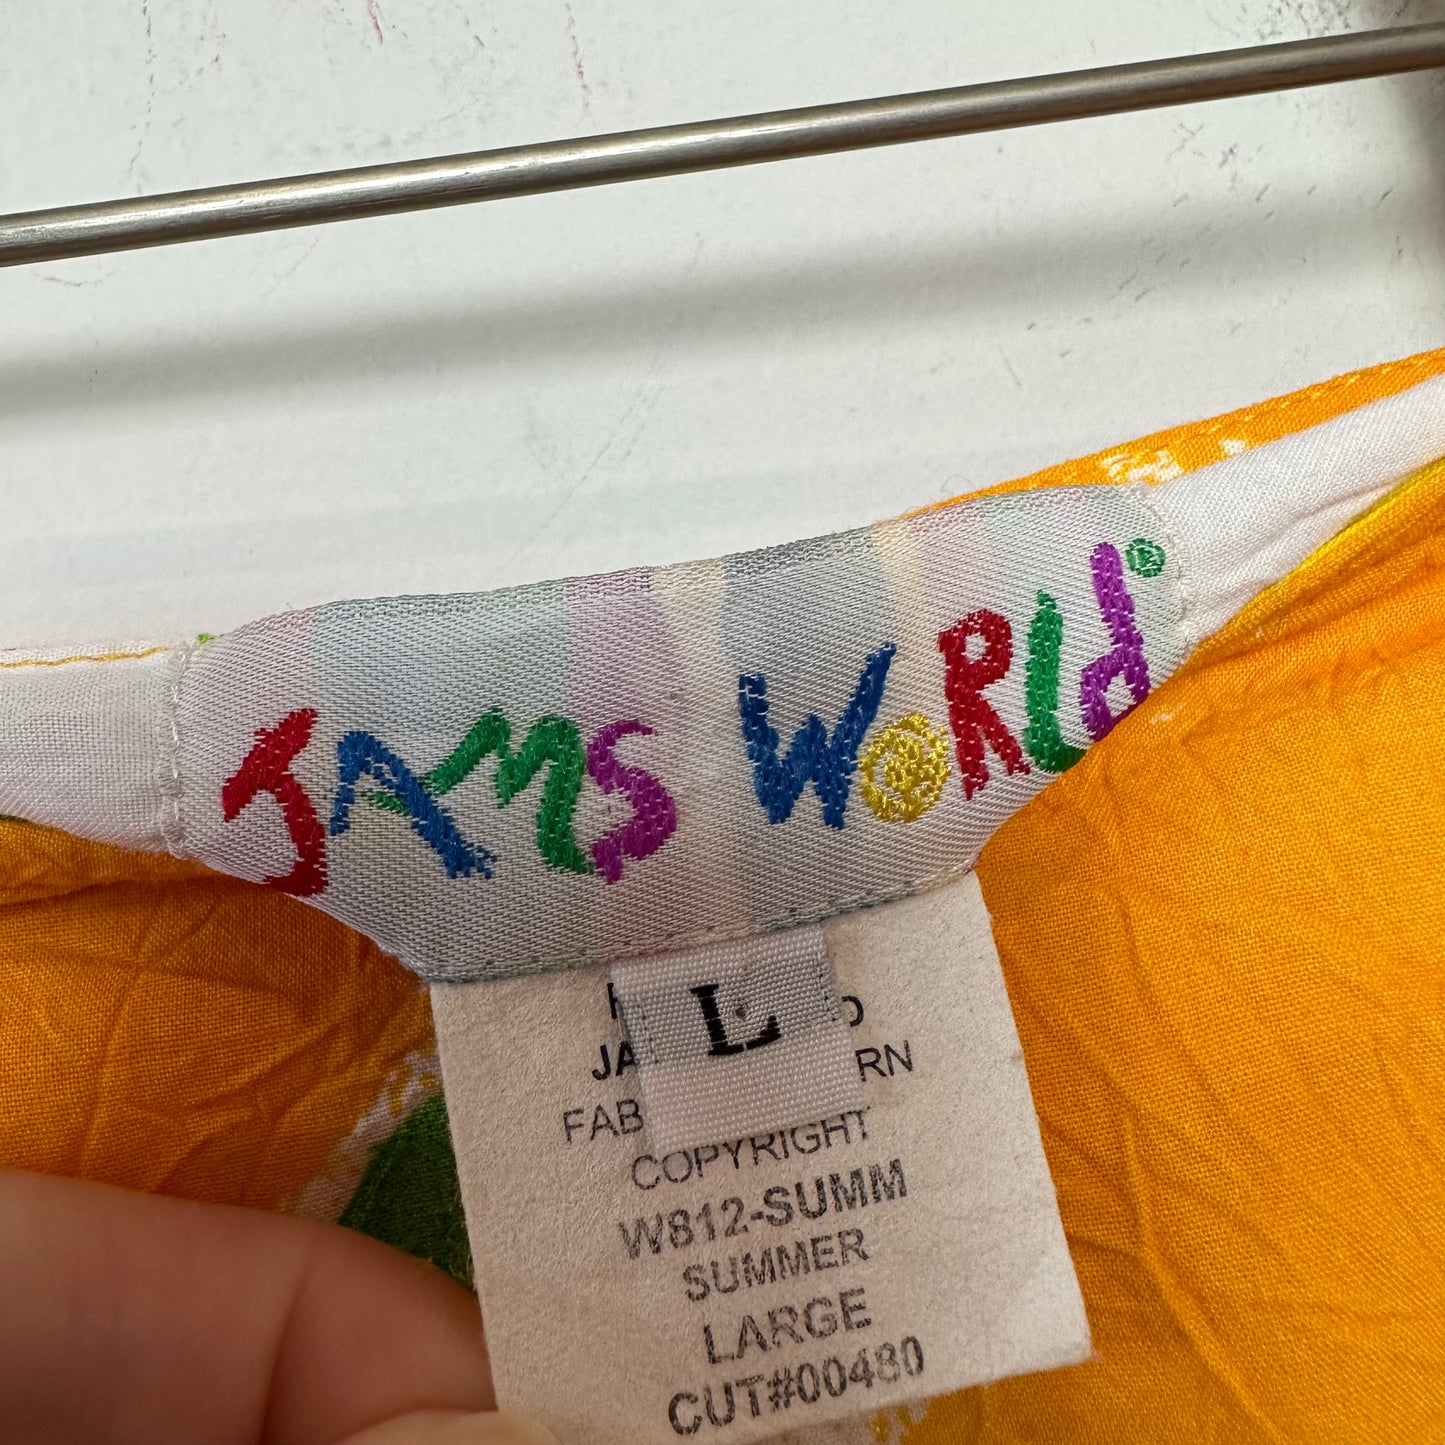 JAMS WORLD®
L
COPYRIGHT
W812-SUMM
SUMMER
LARGE
CUT#00480